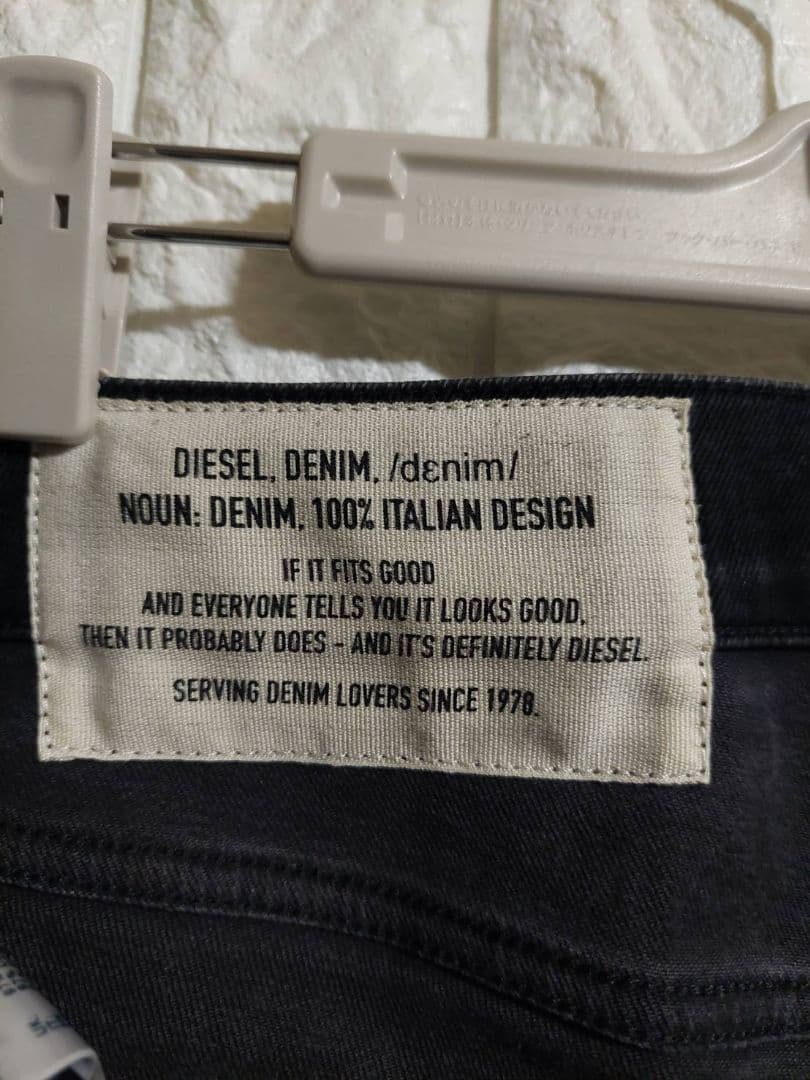 DIESEL, DENIM, /dɛnim/
NOUN: DENIM, 100% ITALIAN DESIGN
IF IT FITS GOOD
AND EVERYONE TELLS YOU IT LOOKS GOOD,
THEN IT PROBABLY DOES - AND IT'S DEFINITELY DIESEL.
SERVING DENIM LOVERS SINCE 1978.